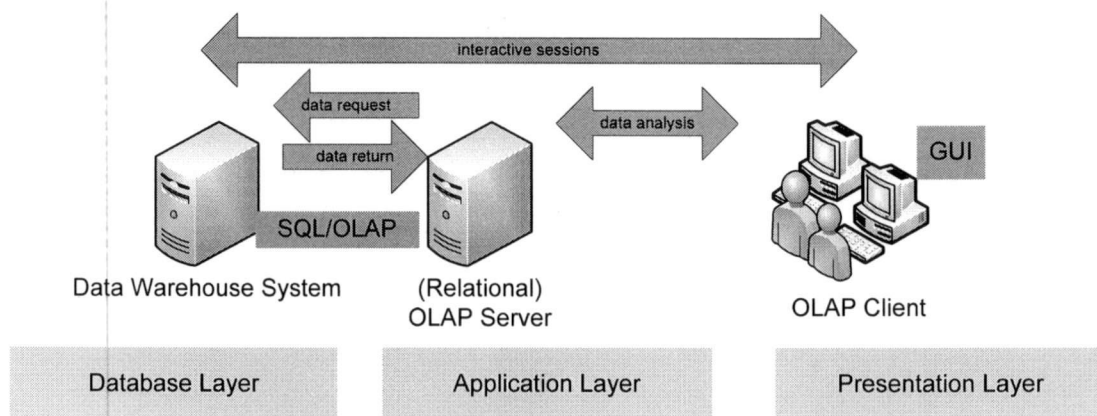 interactive sessions
data request
data analysis
data return
GUI
SQL/OLAP
Data Warehouse System
(Relational)
OLAP Server
OLAP Client
Database Layer
Application Layer
Presentation Layer